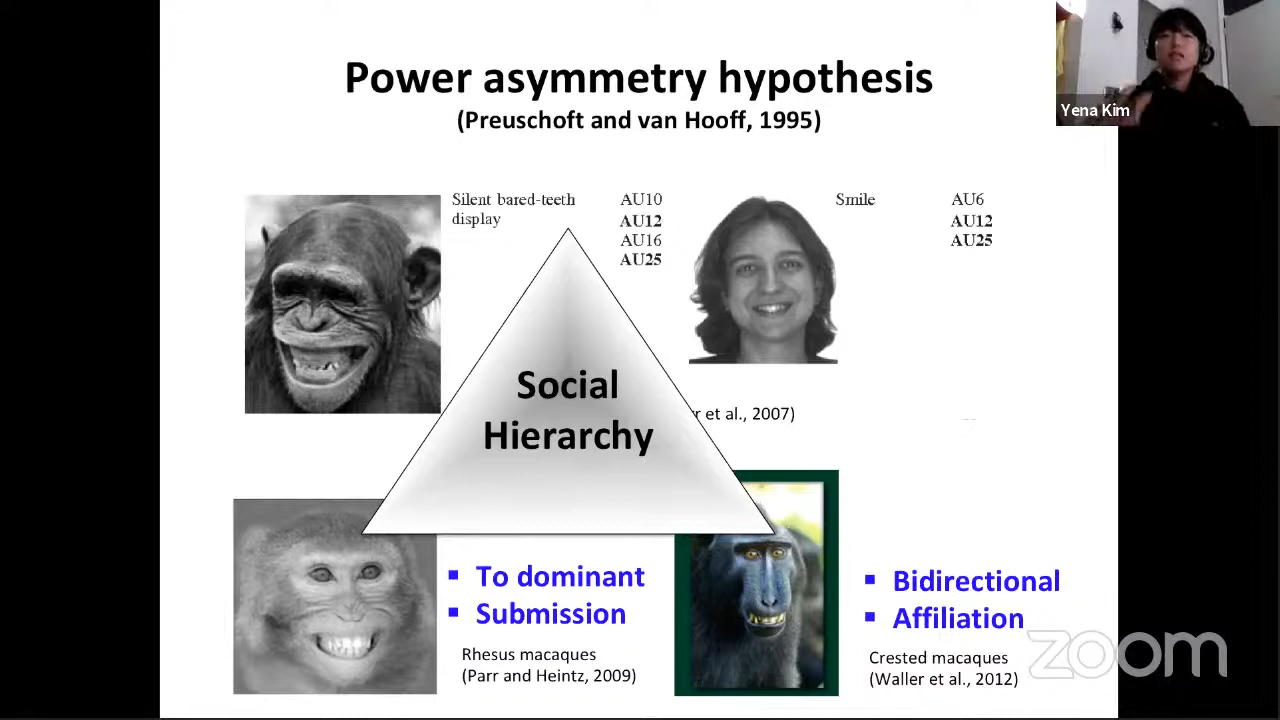 Power asymmetry hypothesis
(Preuschoft and van Hooff, 1995)
Yena Kim
Silent bared-teeth
display
AU10
AU12
AU16
AU25
Smile
AU6
AU12
AU25
Social
Hierarchy
et al., 2007)
To dominant
Submission
Rhesus macaques
(Parr and Heintz, 2009)
Bidirectional
Affiliation
Crested macaques
(Waller et al., 2012)
zoom